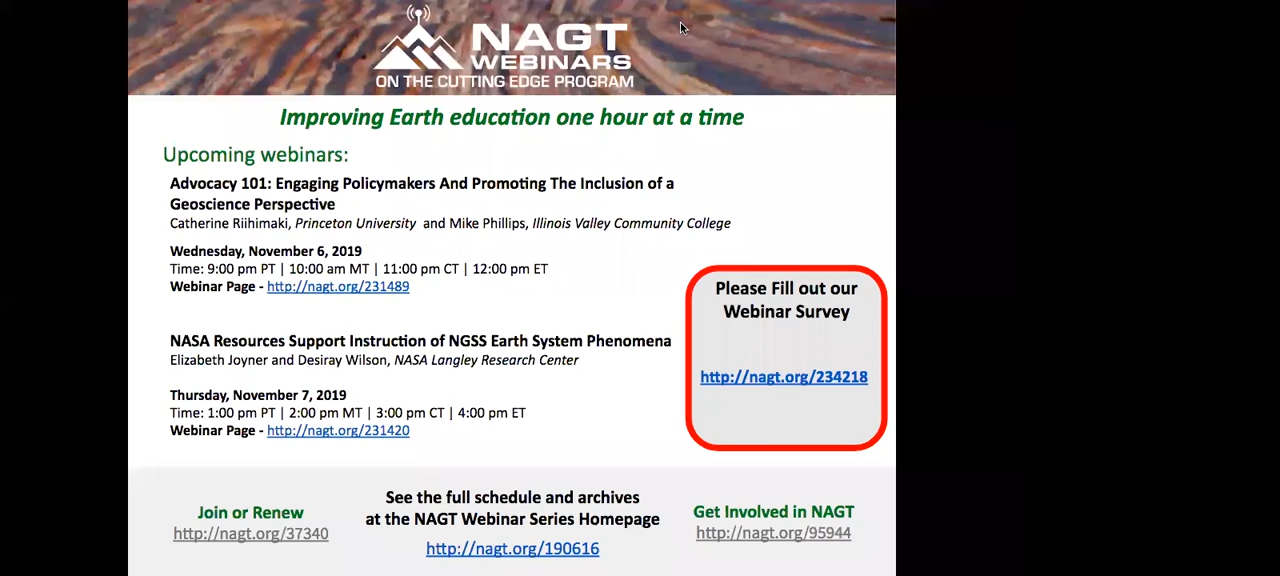 NAGT
WEBINARS
ON THE CUTTING EDGE PROGRAM
Improving Earth education one hour at a time
Upcoming webinars:
Advocacy 101: Engaging Policymakers And Promoting The Inclusion of a
Geoscience Perspective
Catherine Riihimaki, Princeton University and Mike Phillips, Illinois Valley Community College
Wednesday, November 6, 2019
Time: 9:00 pm PT | 10:00 am MT | 11:00 pm CT | 12:00 pm ET
Webinar Page - http://nagt.org/231489
NASA Resources Support Instruction of NGSS Earth System Phenomena
Elizabeth Joyner and Desiray Wilson, NASA Langley Research Center
Thursday, November 7, 2019
Time: 1:00 pm PT | 2:00 pm MT | 3:00 pm CT | 4:00 pm ET
Webinar Page - http://nagt.org/231420
Please Fill out our
Webinar Survey
http://nagt.org/234218
Join or Renew
http://nagt.org/37340
See the full schedule and archives
at the NAGT Webinar Series Homepage
http://nagt.org/190616
Get Involved in NAGT
http://nagt.org/95944